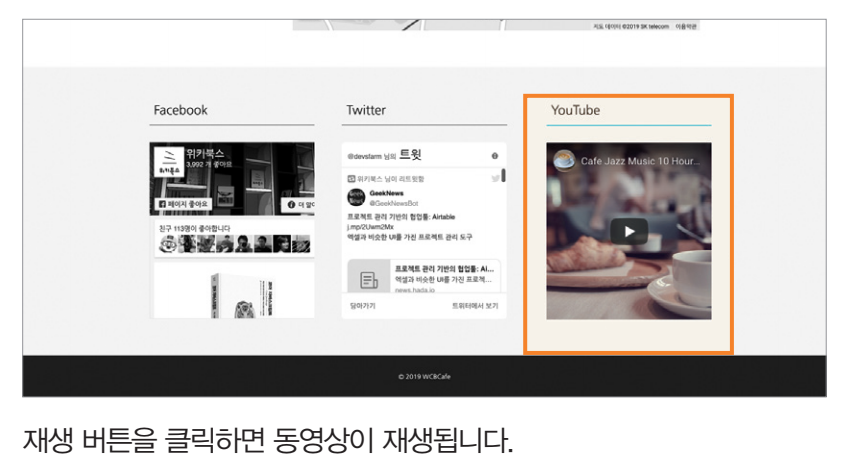 지도 데이터 ©2019 SK telecom 이용약관
Facebook
Twitter
YouTube
위키북스
3,992 개 좋아요
위키북스
페이지 좋아요
친구 113명이 좋아합니다
@devsfarm 님의 트윗
위키북스 님이 리트윗함
GeekNews
@GeekNewsBot
프로젝트 관리 기반의 협업툴: Airtable
j.mp/2Uwm2Mx
엑셀과 비슷한 UI를 가진 프로젝트 관리 도구
프로젝트 관리 기반의 협업툴: Ai...
엑셀과 비슷한 UI를 가진 프로젝...
news.hada.io
담아가기 트위터에서 보기
Cafe Jazz Music 10 Hour...
© 2019 WCBCafe
재생 버튼을 클릭하면 동영상이 재생됩니다.